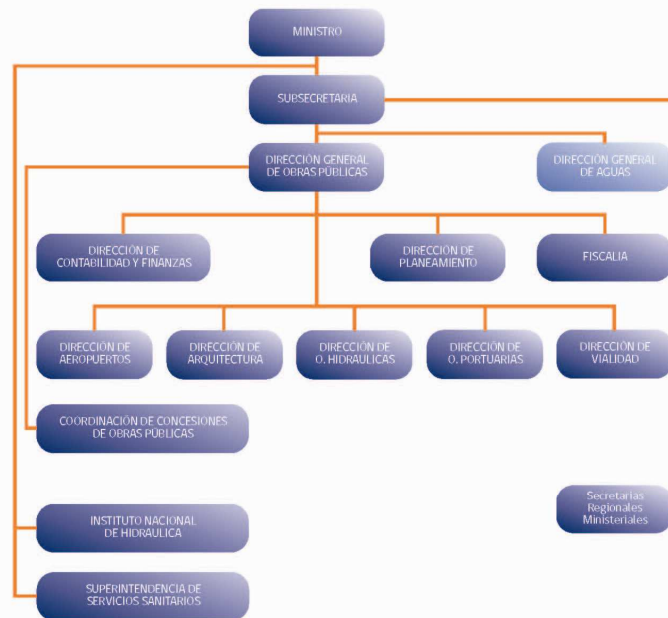 MINISTRO
SUBSECRETARIA
DIRECCIÓN GENERAL
DE OBRAS PÚBLICAS
DIRECCIÓN GENERAL
DE AGUAS
DIRECCIÓN DE
CONTABILIDAD Y FINANZAS
DIRECCIÓN DE
PLANEAMIENTO
FISCALIA
DIRECCIÓN DE
AEROPUERTOS
DIRECCIÓN DE
ARQUITECTURA
DIRECCIÓN DE
O. HIDRAULICAS
DIRECCIÓN DE
O. PORTUARIAS
DIRECCIÓN DE
VIALIDAD
COORDINACIÓN DE CONCESIONES
DE OBRAS PÚBLICAS
Secretarias
Regionales
Ministeriales
INSTITUTO NACIONAL
DE HIDRAULICA
SUPERINTENDENCIA DE
SERVICIOS SANITARIOS